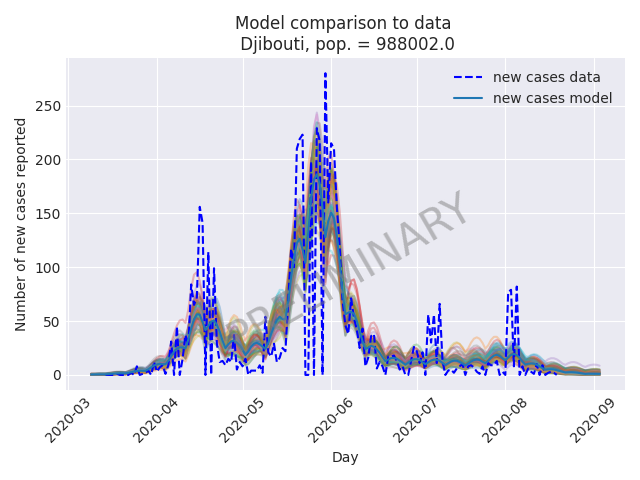 Model comparison to data
Djibouti, pop. = 988002.0
new cases data
new cases model
Number of new cases reported
250
200
150
100
50
0
PRELIMINARY
2020-03
2020-04
2020-05
2020-06
2020-07
2020-08
2020-09
Day